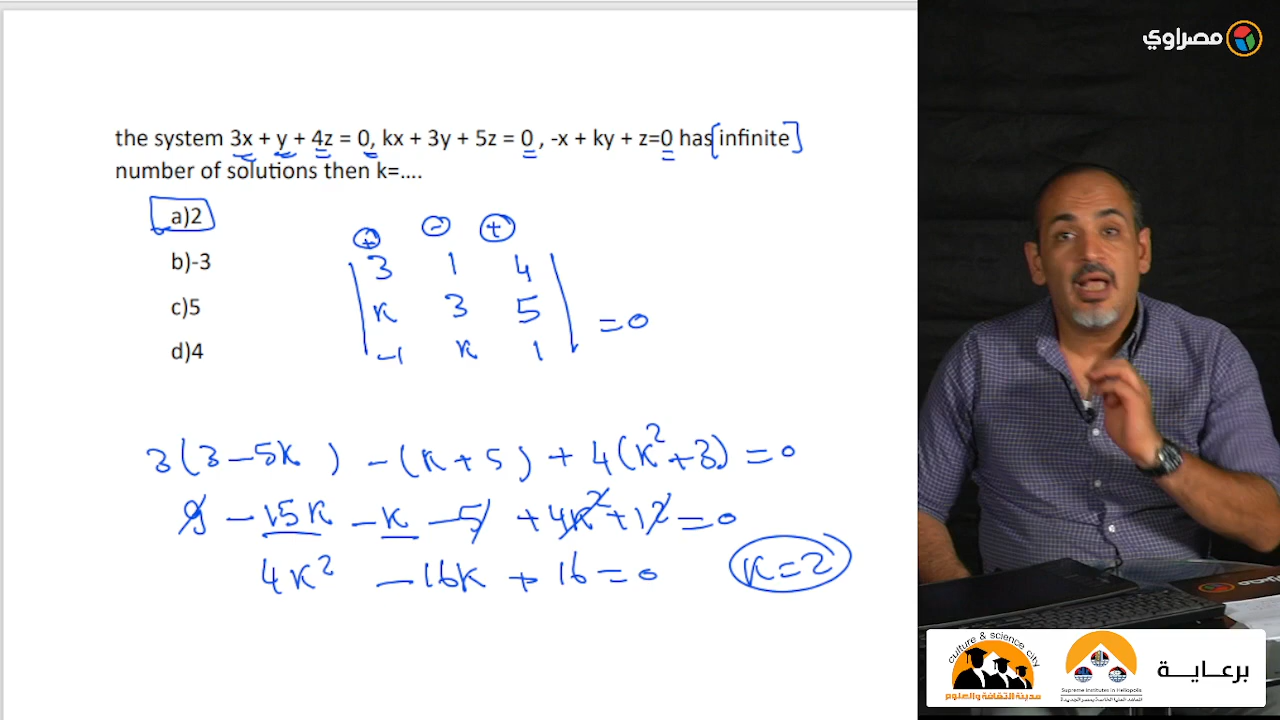 مصراوي
the system 3x + y + 4z = 0, kx + 3y + 5z = 0 , -x + ky + z=0 has [infinite]
number of solutions then k=....
a)2
b)-3
c)5
d)4
+ - +
3 1 4
k 3 5 = 0
-1 k 1
3(3-5k) -(k+5) + 4(k²+3) = 0
9 - 15k - k - 5 + 4k² + 12 = 0
4k² - 16k + 16 = 0 k=2
culture & science city
مدينة الثقافة والعلوم
Supreme Institutes in Heliopolis
برعاية